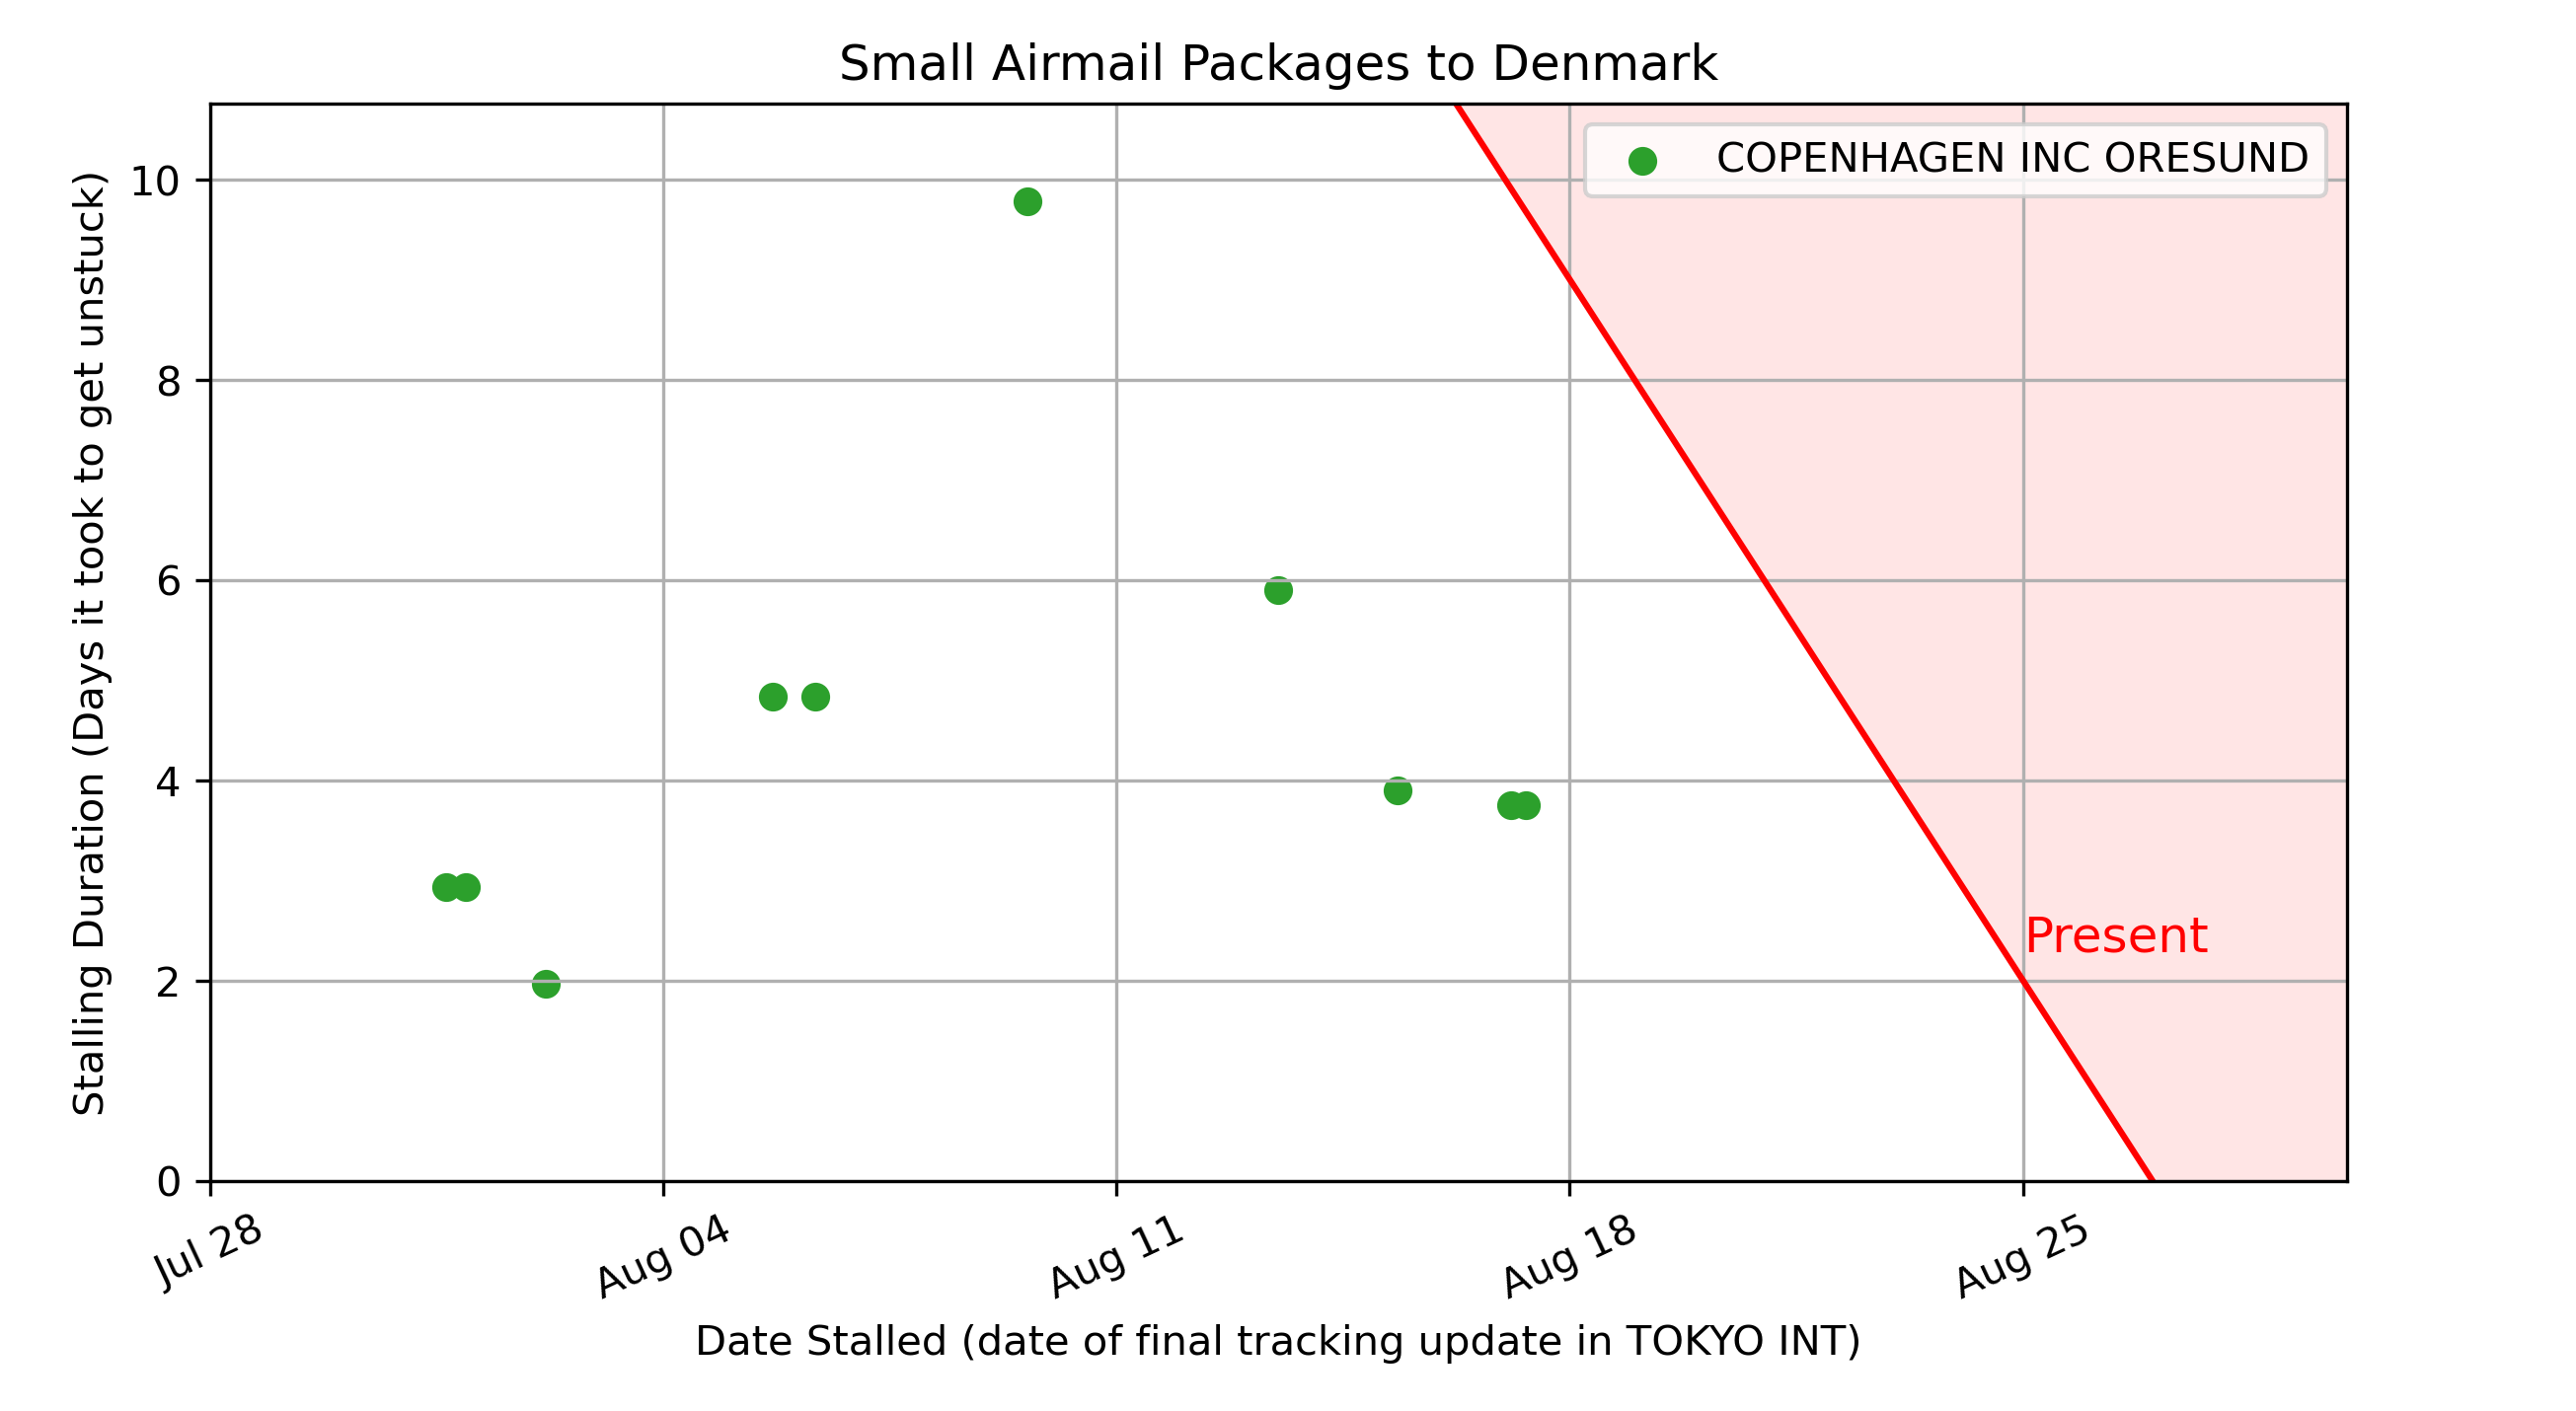 Small Airmail Packages to Denmark
COPENHAGEN INC ORESUND
Stalling Duration (Days it took to get unstuck)
10
8
6
4
2
0
Present
Jul 28
Aug 04
Aug 11
Aug 18
Aug 25
Date Stalled (date of final tracking update in TOKYO INT)